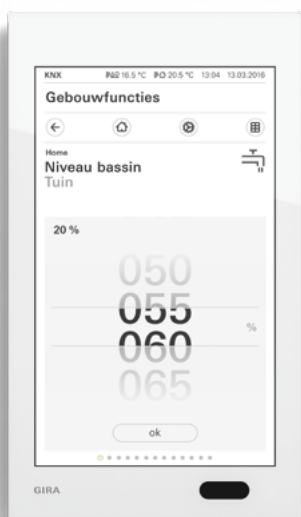 KNX 16.5 °C 20.5 °C 13:04 13.03.2016
Gebouwfuncties
Home
Niveau bassin
Tuin
20 %
050
055
060
%
065
ok
GIRA